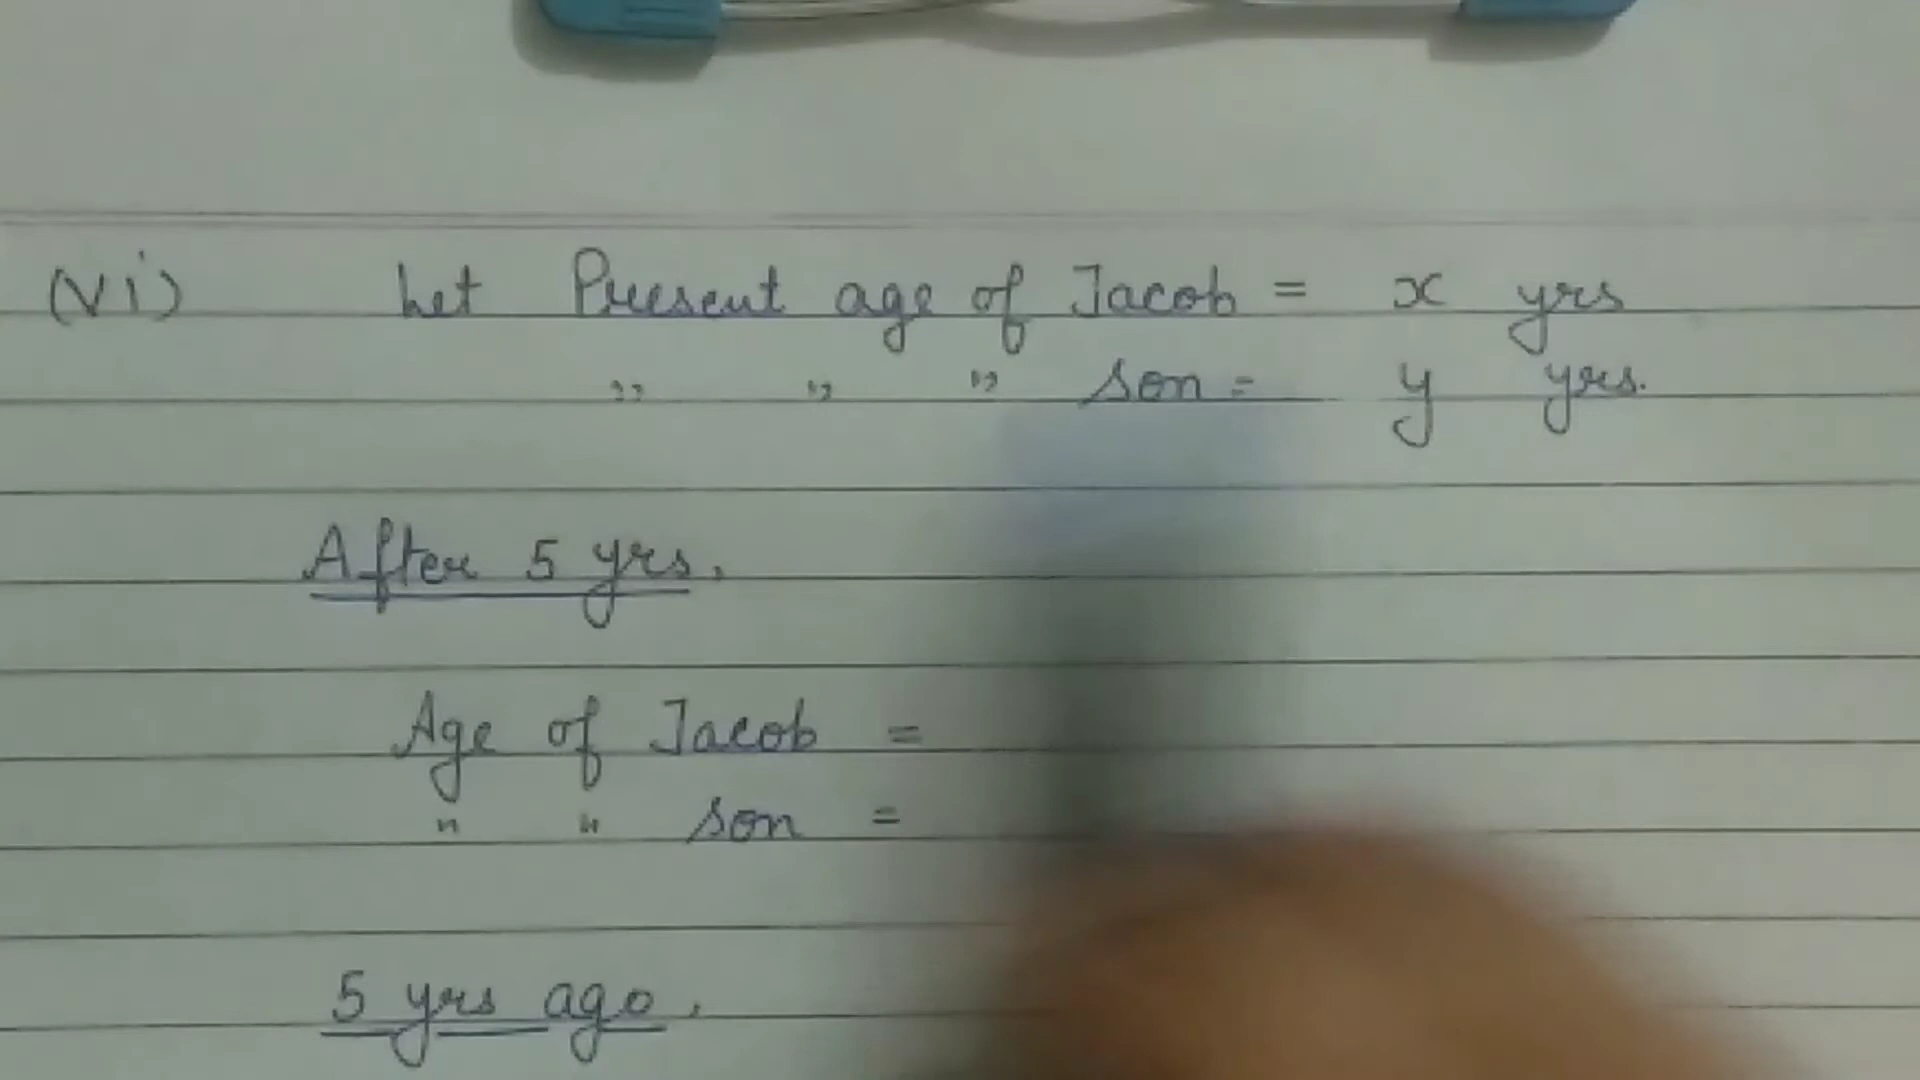 (vi) Let Present age of Jacob = x yrs
" " " son = y yrs.
After 5 yrs.
Age of Jacob =
" " son =
5 yrs ago.